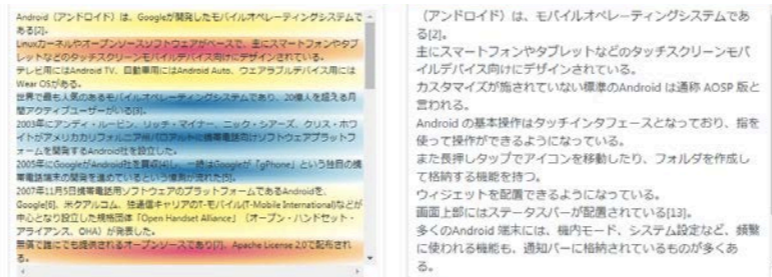 Android（アンドロイド）は、Googleが開発したモバイルオペレーティングシステムで
ある[2]。
Linuxカーネルやオープンソースソフトウェアがベースで、主にスマートフォンやタブ
レットなどのタッチスクリーンモバイルデバイス向けにデザインされている。
テレビ用にはAndroid TV、自動車用にはAndroid Auto、ウェアラブルデバイス用には
Wear OSがある。
世界で最も人気のあるモバイルオペレーティングシステムであり、20億人を超える月
間アクティブユーザーがいる[3]。
2003年にアンディ・ルービン、リッチ・マイナー、ニック・シアーズ、クリス・ホワ
イトがアメリカカリフォルニア州パロアルトに携帯電話向けソフトウェアプラットフ
ォームを開発するAndroid社を設立した。
2005年にGoogleがAndroid社を買収[4]し、一時はGoogleが「gPhone」という独自の携
帯電話端末の開発を進めているという憶測が流れた[5]。
2007年11月5日携帯電話用ソフトウェアのプラットフォームであるAndroidを、
Google[6]、米クアルコム、独通信キャリアのT-モバイル(T-Mobile International)などが
中心となり設立した規格団体「Open Handset Alliance」（オープン・ハンドセット・
アライアンス、OHA）が発表した。
無償で誰にでも提供されるオープンソースであり[7]、Apache License 2.0で配布され
る。
（アンドロイド）は、モバイルオペレーティングシステムであ
る[2]。
主にスマートフォンやタブレットなどのタッチスクリーンモバ
イルデバイス向けにデザインされている。
カスタマイズが施されていない標準のAndroid は通称 AOSP 版と
言われる。
Android の基本操作はタッチインタフェースとなっており、指を
使って操作ができるようになっている。
また長押しタップでアイコンを移動したり、フォルダを作成し
て格納する機能を持つ。
ウィジェットを配置できるようになっている。
画面上部にはステータスバーが配置されている[13]。
多くのAndroid 端末には、機内モード、システム設定など、頻繁
に使われる機能も、通知バーに格納されているものが多くあ
る。